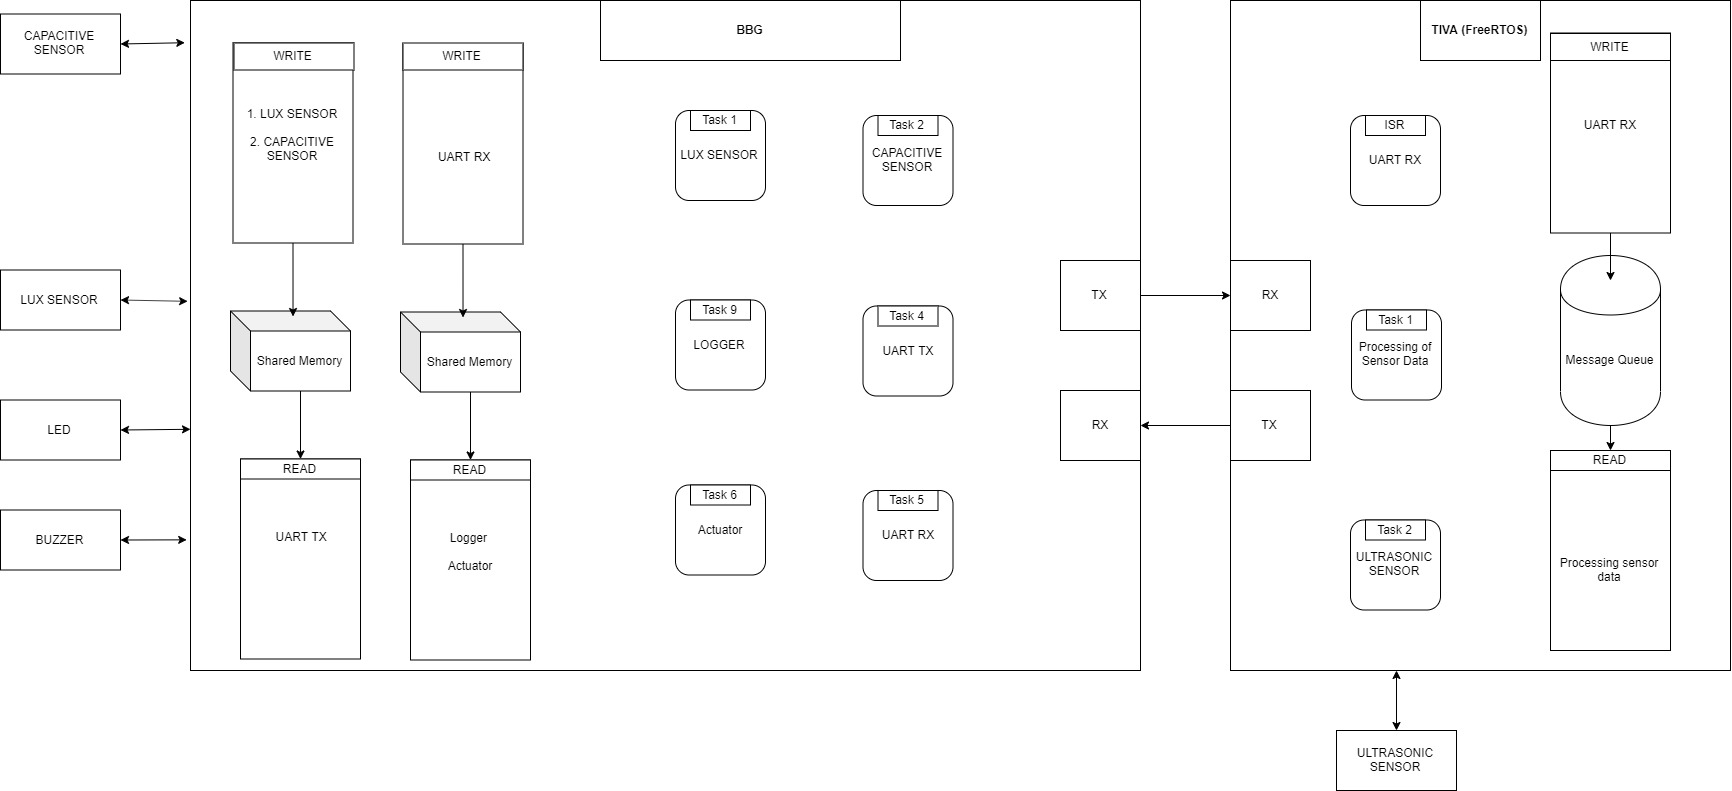 CAPACITIVE
SENSOR
LUX SENSOR
LED
BUZZER
BBG
WRITE
1. LUX SENSOR
2. CAPACITIVE
SENSOR
Shared Memory
READ
UART TX
WRITE
UART RX
Shared Memory
READ
Logger
Actuator
Task 1
LUX SENSOR
Task 2
CAPACITIVE
SENSOR
Task 9
LOGGER
Task 4
UART TX
Task 6
Actuator
Task 5
UART RX
TX
RX
RX
TX
TIVA (FreeRTOS)
ISR
UART RX
Task 1
Processing of
Sensor Data
Task 2
ULTRASONIC
SENSOR
WRITE
UART RX
Message Queue
READ
Processing sensor
data
ULTRASONIC
SENSOR